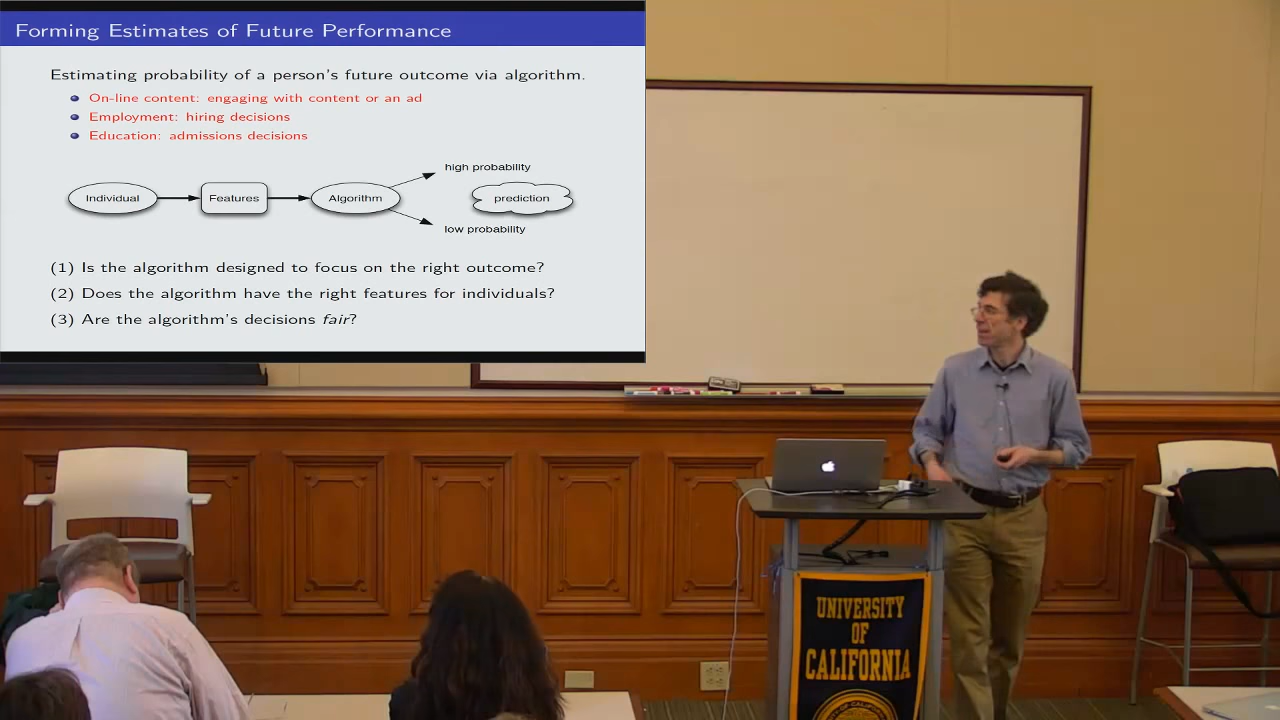 Forming Estimates of Future Performance
Estimating probability of a person's future outcome via algorithm.
On-line content: engaging with content or an ad
Employment: hiring decisions
Education: admissions decisions
high probability
Individual
Features
Algorithm
prediction
low probability
(1) Is the algorithm designed to focus on the right outcome?
(2) Does the algorithm have the right features for individuals?
(3) Are the algorithm's decisions fair?
UNIVERSITY
OF
CALIFORNIA